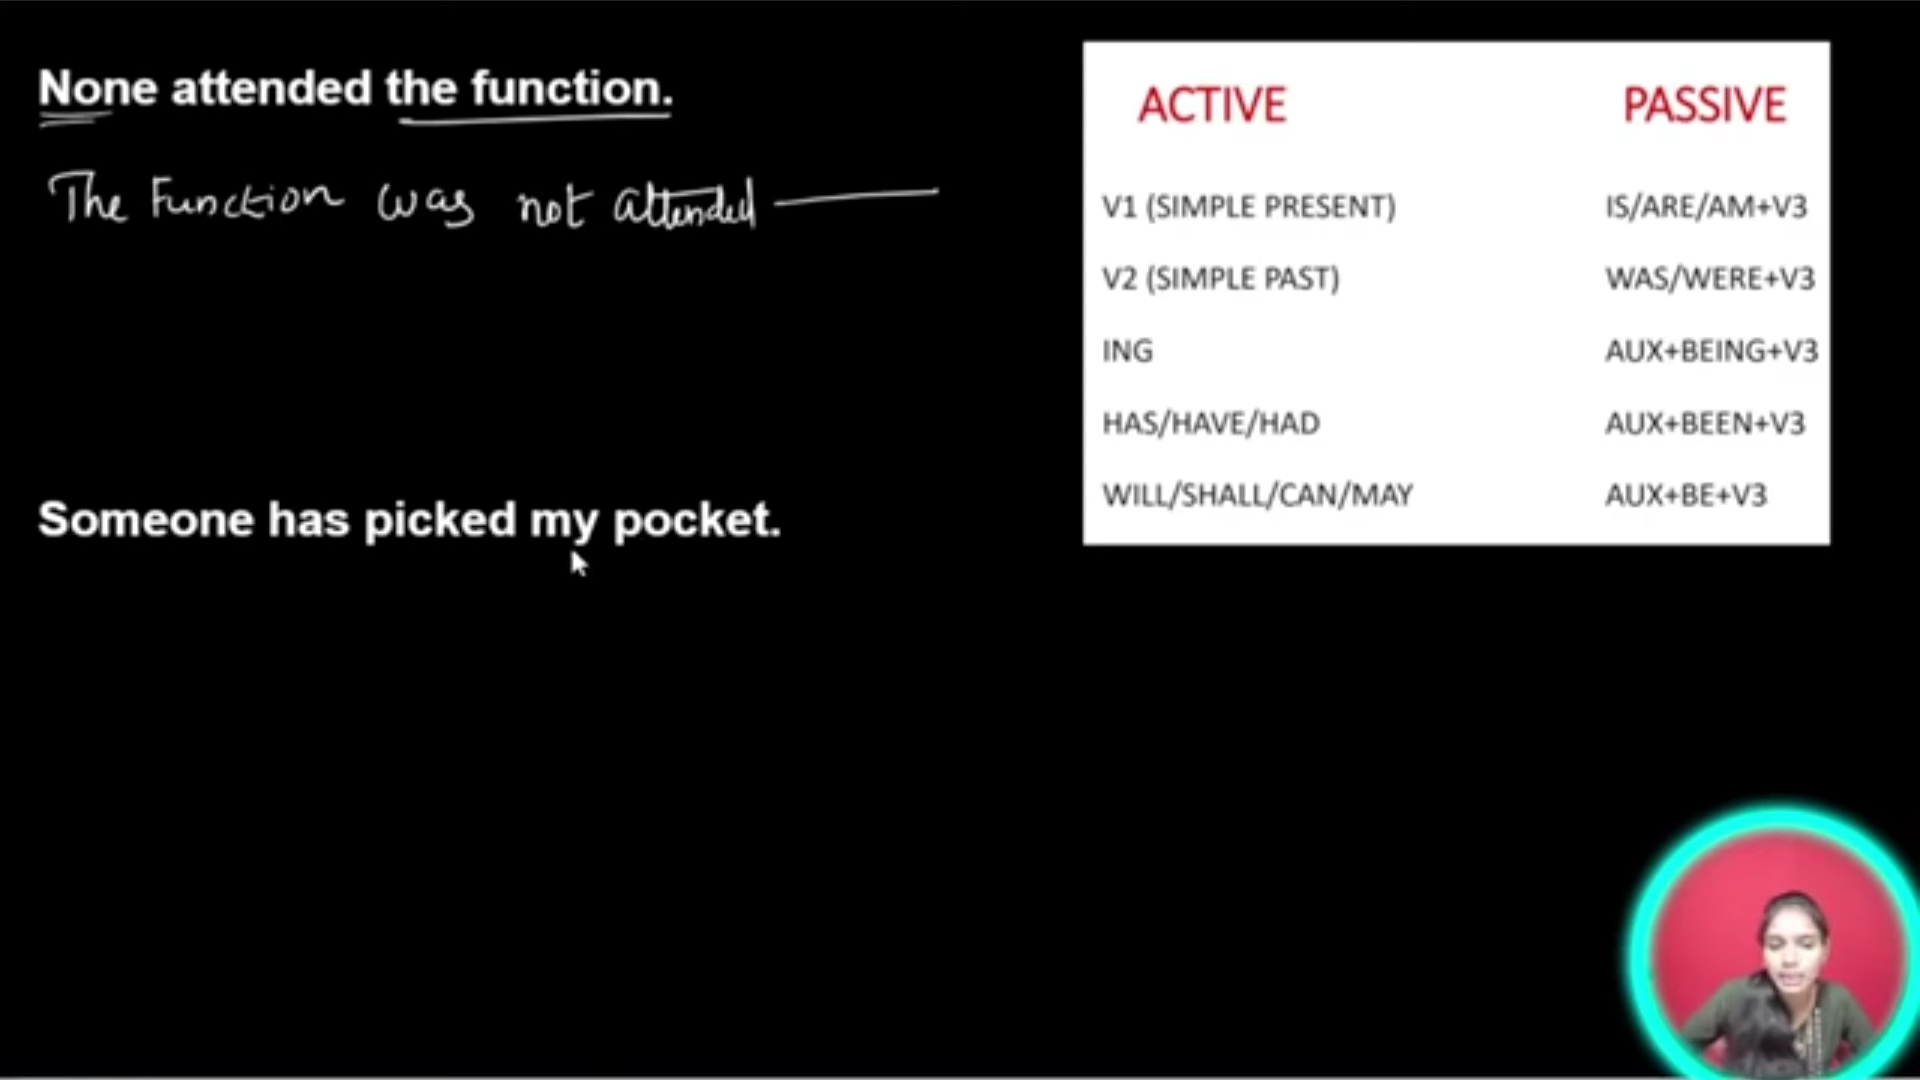 None attended the function.
The Function was not attended
Someone has picked my pocket.
ACTIVE PASSIVE
V1 (SIMPLE PRESENT) IS/ARE/AM+V3
V2 (SIMPLE PAST) WAS/WERE+V3
ING AUX+BEING+V3
HAS/HAVE/HAD AUX+BEEN+V3
WILL/SHALL/CAN/MAY AUX+BE+V3